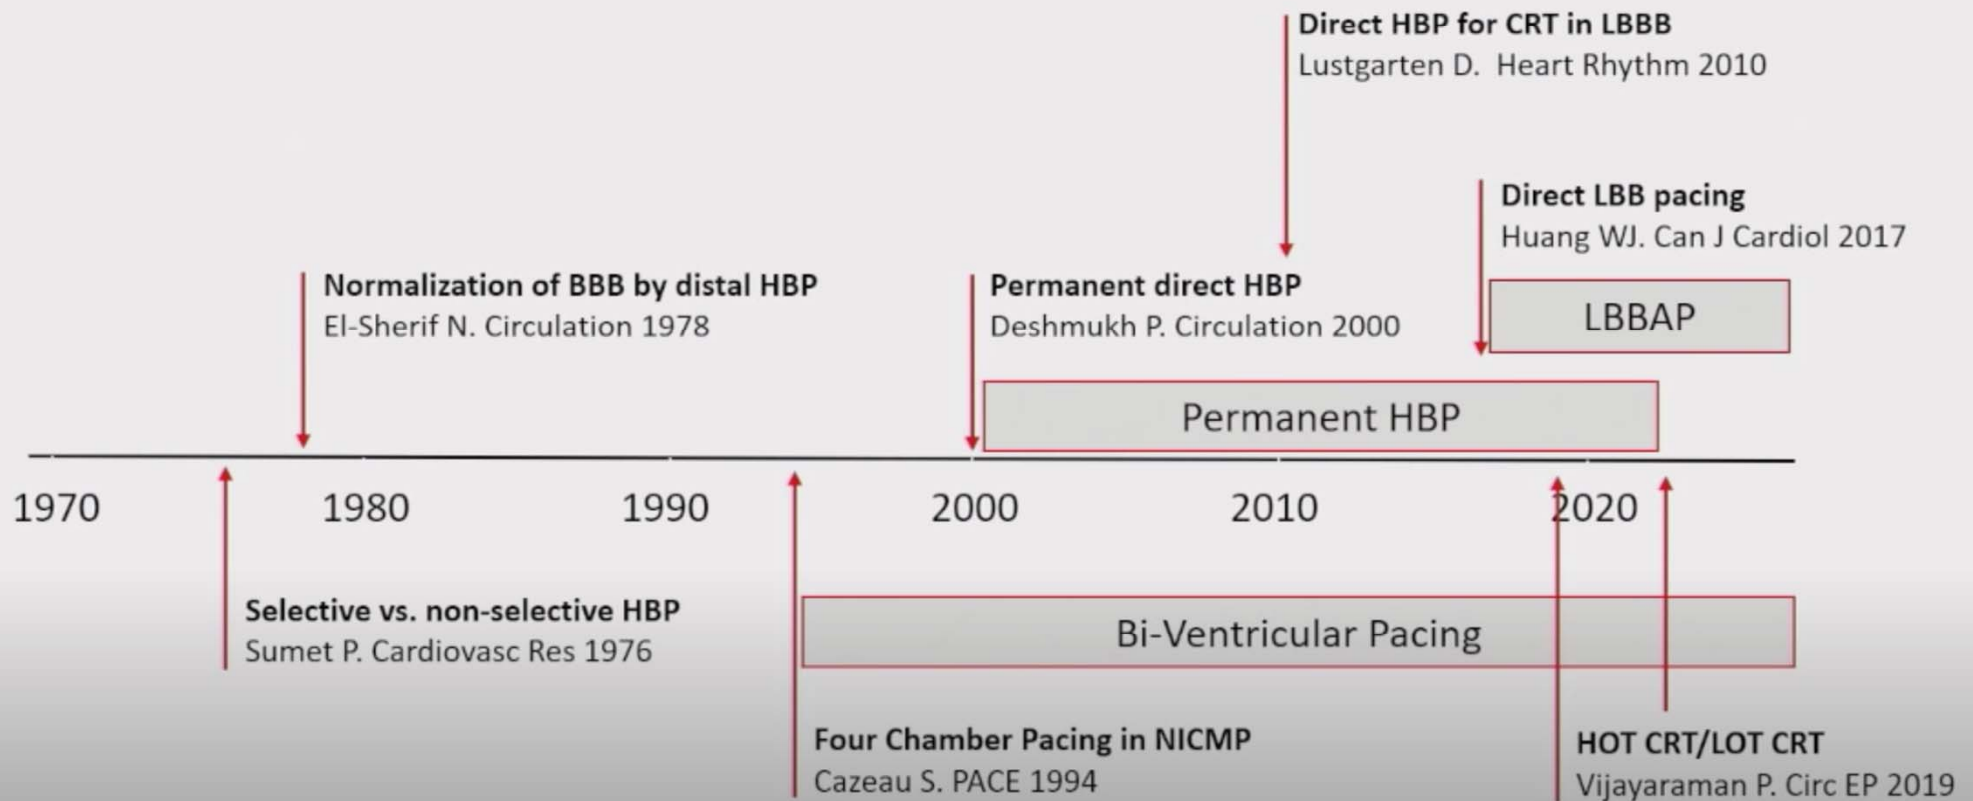 Direct HBP for CRT in LBBB
Lustgarten D. Heart Rhythm 2010
Direct LBB pacing
Huang WJ. Can J Cardiol 2017
Normalization of BBB by distal HBP
El-Sherif N. Circulation 1978
Permanent direct HBP
Deshmukh P. Circulation 2000
LBBAP
Permanent HBP
1970 1980 1990 2000 2010 2020
Selective vs. non-selective HBP
Sumet P. Cardiovasc Res 1976
Bi-Ventricular Pacing
Four Chamber Pacing in NICMP
Cazeau S. PACE 1994
HOT CRT/LOT CRT
Vijayaraman P. Circ EP 2019